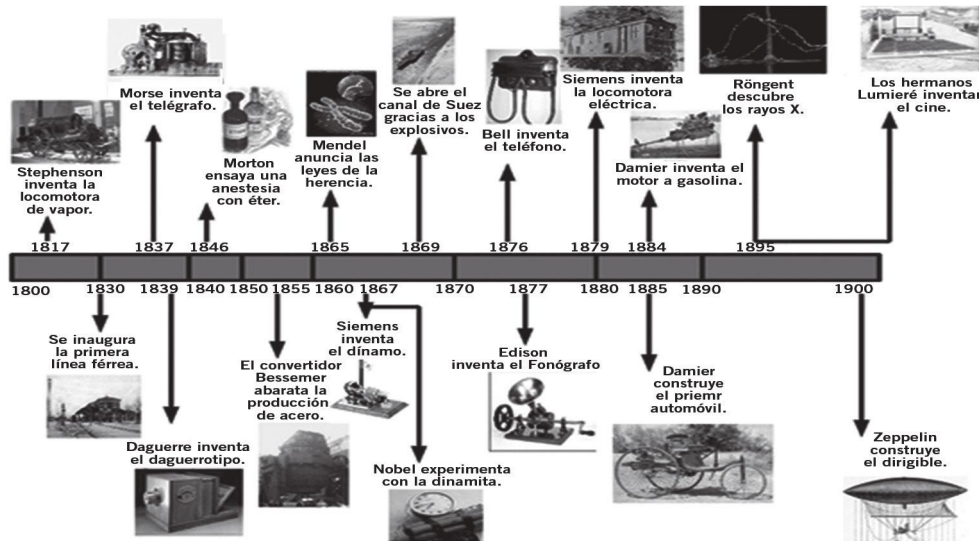 Morse inventa
el telégrafo.
Stephenson
inventa la
locomotora
de vapor.
Morton
ensaya una
anestesia
con éter.
Mendel
anuncia las
leyes de la
herencia.
Se abre el
canal de Suez
gracias a los
explosivos.
Bell inventa
el teléfono.
Siemens inventa
la locomotora
eléctrica.
Damier inventa el
motor a gasolina.
Röngent
descubre
los rayos X.
Los hermanos
Lumieré inventan
el cine.
1817 1837 1846 1865 1869 1876 1879 1884 1895
1800 1830 1839 1840 1850 1855 1860 1867 1870 1877 1880 1885 1890 1900
Se inaugura
la primera
línea férrea.
Daguerre inventa
el daguerrotipo.
El convertidor
Bessemer
abarata la
producción
de acero.
Siemens
inventa
el dínamo.
Nobel experimenta
con la dinamita.
Edison
inventa el Fonógrafo
Damier
construye
el priemr
automóvil.
Zeppelin
construye
el dirigible.